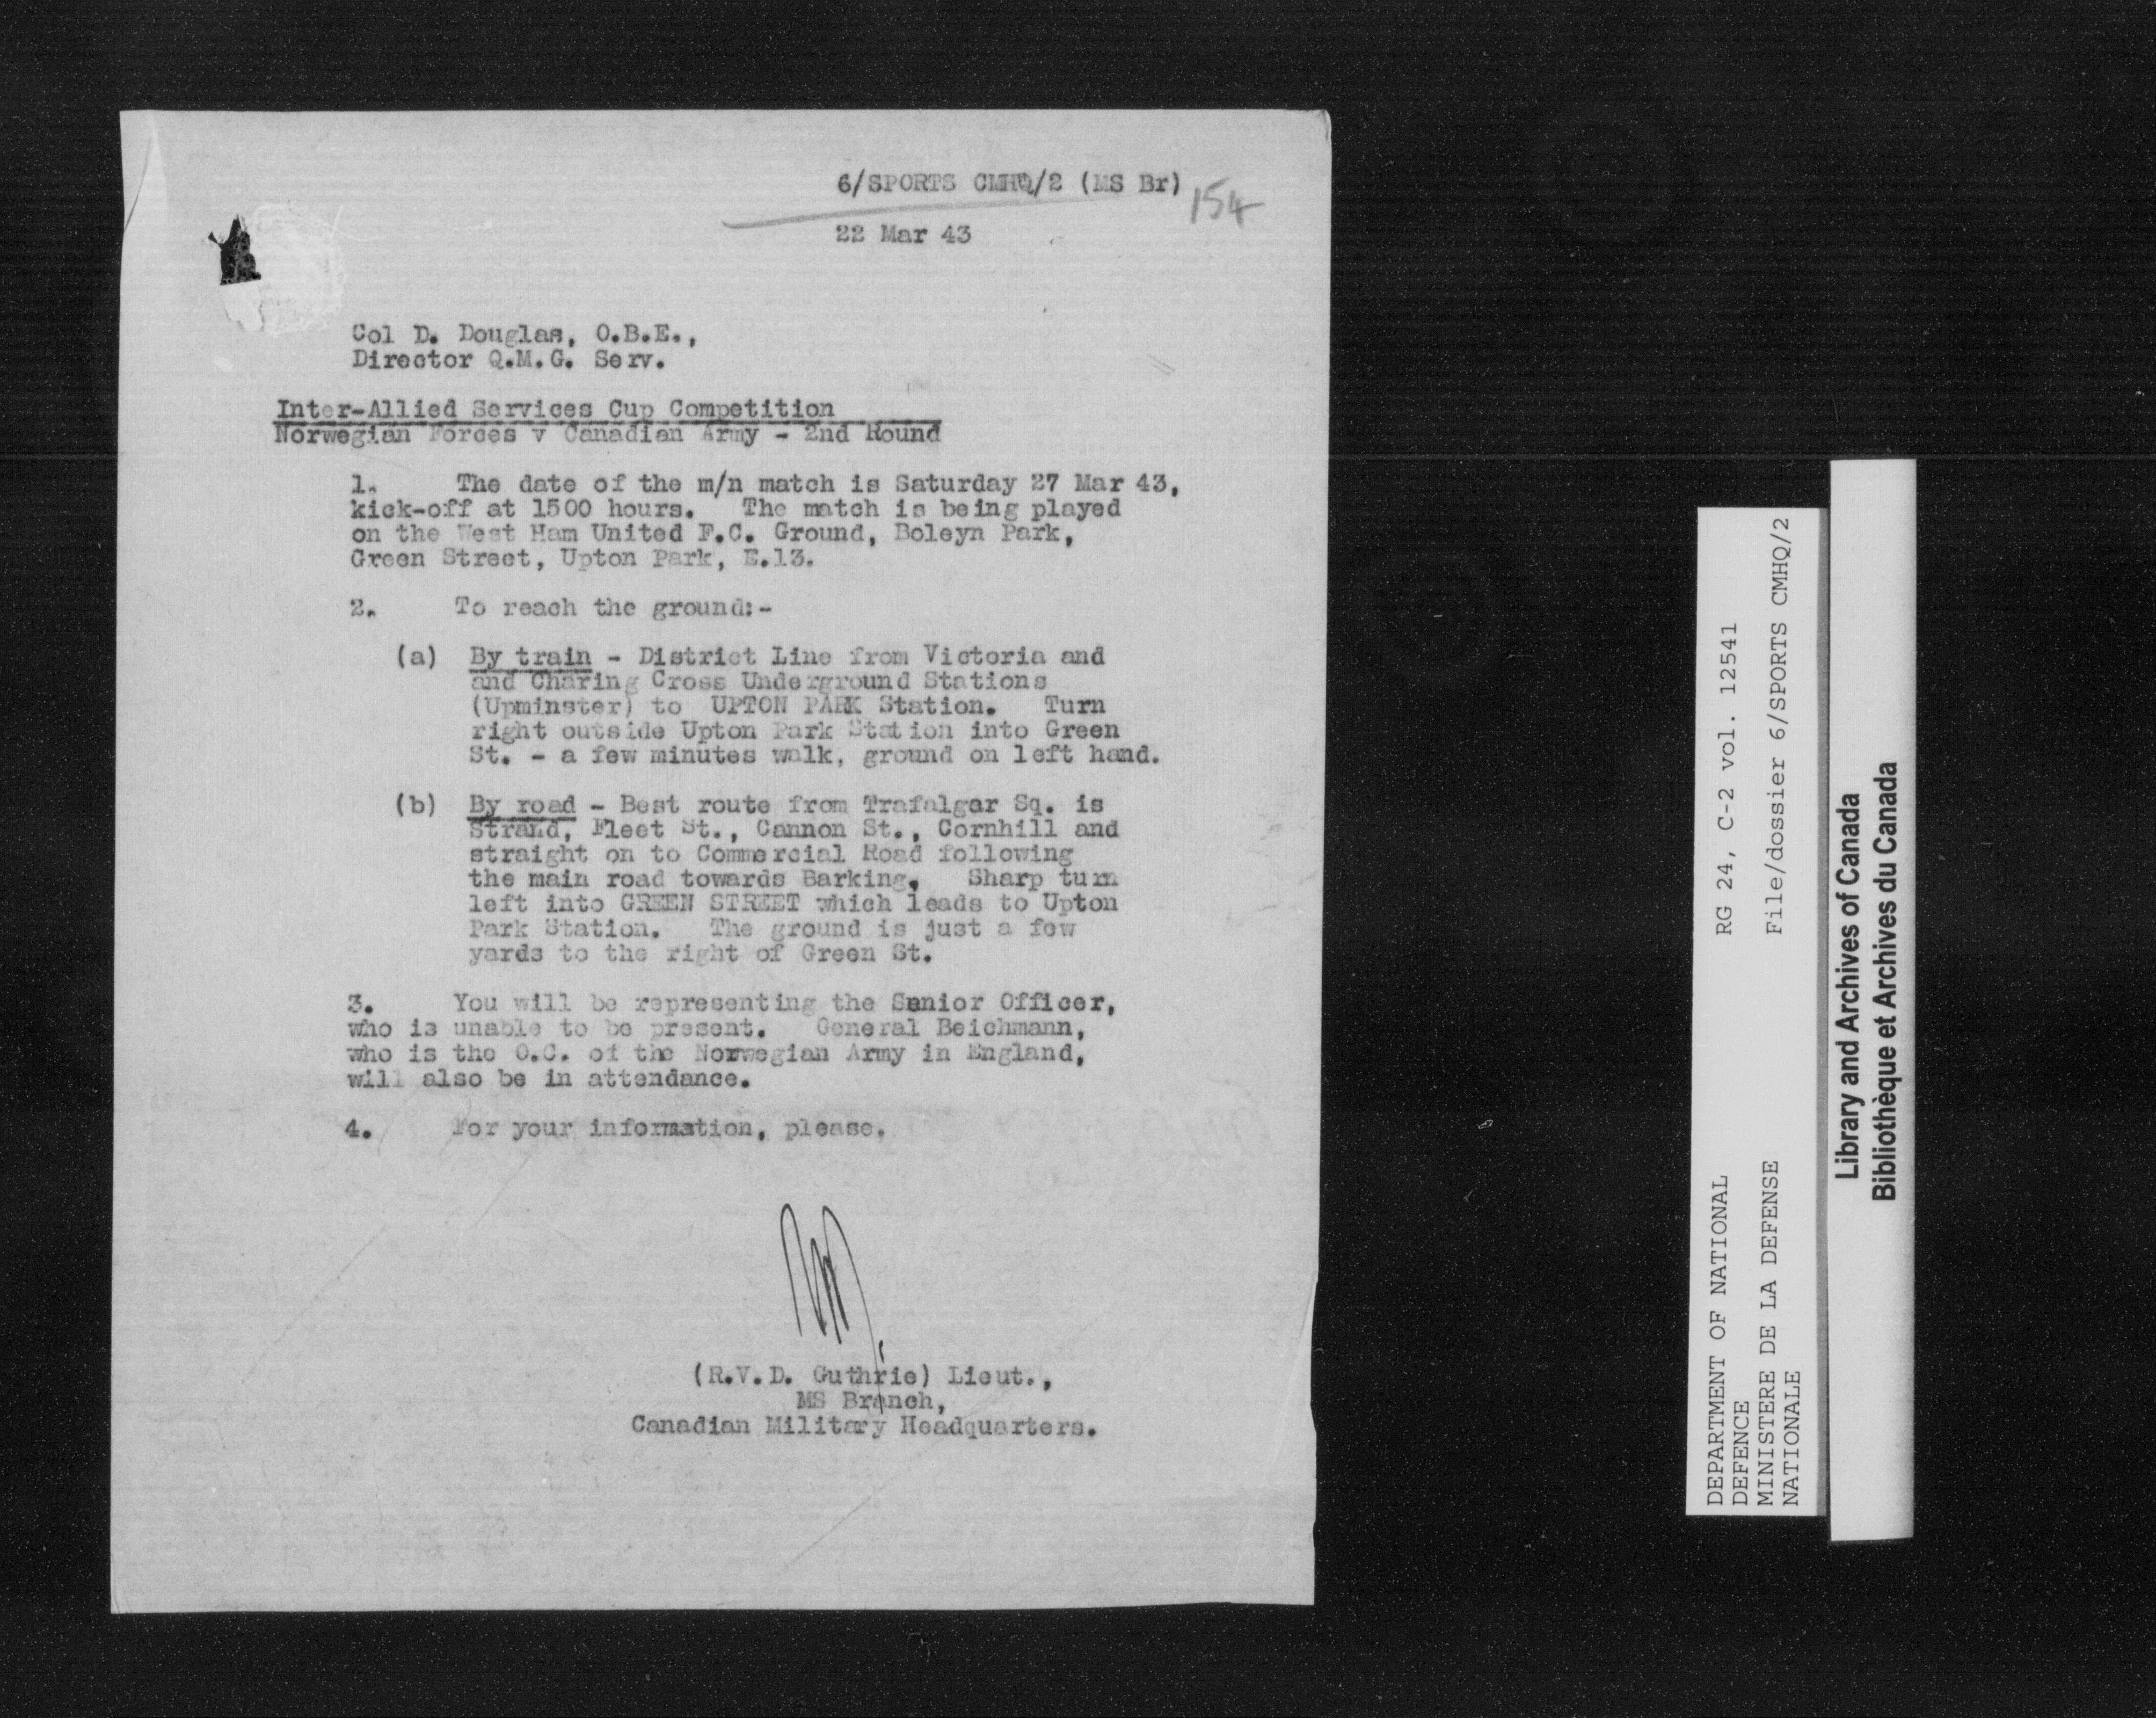 6/SPORTS CMHQ/2 (MS Br)
154
22 Mar 43
Col D. Douglas, O.B.E.,
Director Q.M.G. Serv.
Inter-Allied Services Cup Competition
Norwegian Forces v Canadian Army - 2nd Round
1. The date of the m/n match is Saturday 27 Mar 43,
kick-off at 1500 hours. The match is being played
on the West Ham United F.C. Ground, Boleyn Park,
Green Street, Upton Park, E.13.
2. To reach the ground:-
(a) By train - District Line from Victoria and
and Charing Cross Underground Stations
(Upminster) to UPTON PARK Station. Turn
right outside Upton Park Station into Green
St. - a few minutes walk, ground on left hand.
(b) By road - Best route from Trafalgar Sq. is
Strand, Fleet St., Cannon St., Cornhill and
straight on to Commercial Road following
the main road towards Barking. Sharp turn
left into GREEN STREET which leads to Upton
Park Station. The ground is just a few
yards to the right of Green St.
3. You will be representing the Senior Officer,
who is unable to be present. General Beichmann,
who is the O.C. of the Norwegian Army in England,
will also be in attendance.
4. For your information, please.
(R.V.D. Guthrie) Lieut.,
MS Branch,
Canadian Military Headquarters.
DEPARTMENT OF NATIONAL RG 24, C-2 vol. 12541
DEFENCE
MINISTERE DE LA DEFENSE File/dossier 6/SPORTS CMHQ/2
NATIONALE
Library and Archives of Canada
Bibliothèque et Archives du Canada